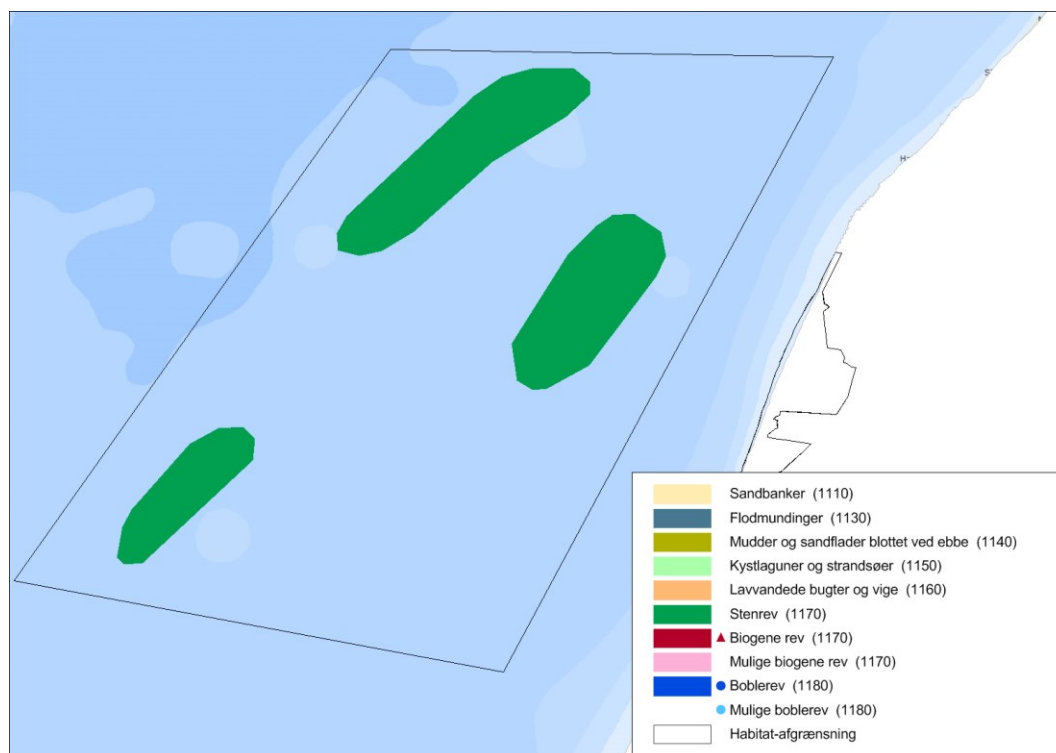 Sandbanker (1110)
Flodmundinger (1130)
Mudder og sandflader blottet ved ebbe (1140)
Kystlaguner og strandsøer (1150)
Lavvandede bugter og vige (1160)
Stenrev (1170)
Biogene rev (1170)
Mulige biogene rev (1170)
Boblerev (1180)
Mulige boblerev (1180)
Habitat-afgrænsning